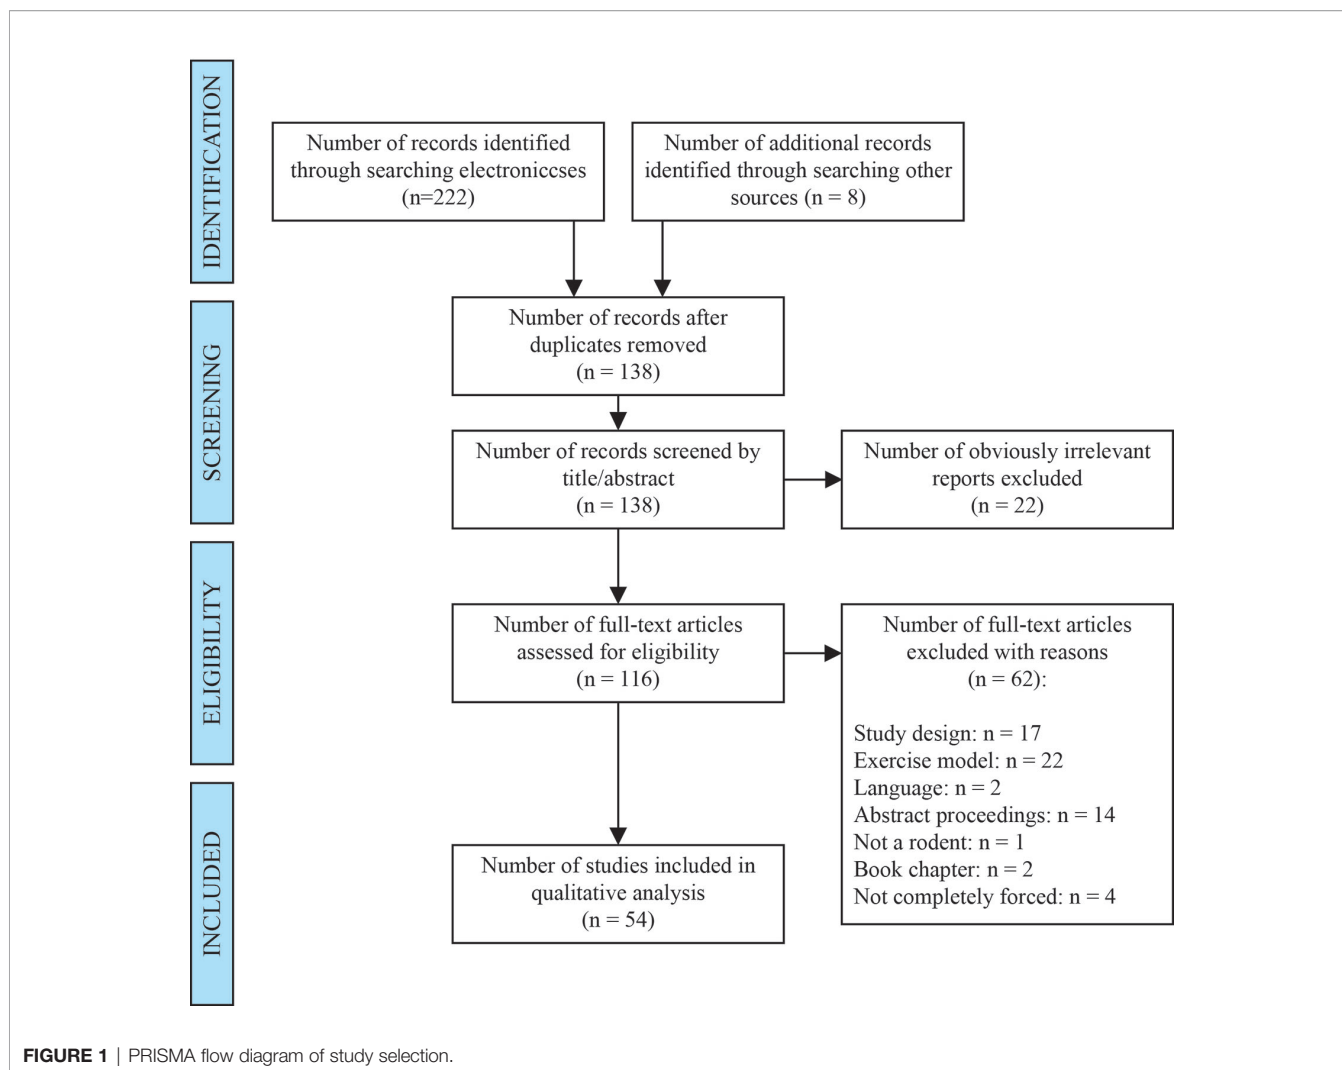 IDENTIFICATION
Number of records identified
through searching electroniccses
(n=222)
Number of additional records
identified through searching other
sources (n = 8)
SCREENING
Number of records after
duplicates removed
(n = 138)
Number of records screened by
title/abstract
(n = 138)
Number of obviously irrelevant
reports excluded
(n = 22)
ELIGIBILITY
Number of full-text articles
assessed for eligibility
(n = 116)
Number of full-text articles
excluded with reasons
(n = 62):
Study design: n = 17
Exercise model: n = 22
Language: n = 2
Abstract proceedings: n = 14
Not a rodent: n = 1
Book chapter: n = 2
Not completely forced: n = 4
INCLUDED
Number of studies included in
qualitative analysis
(n = 54)
FIGURE 1 | PRISMA flow diagram of study selection.